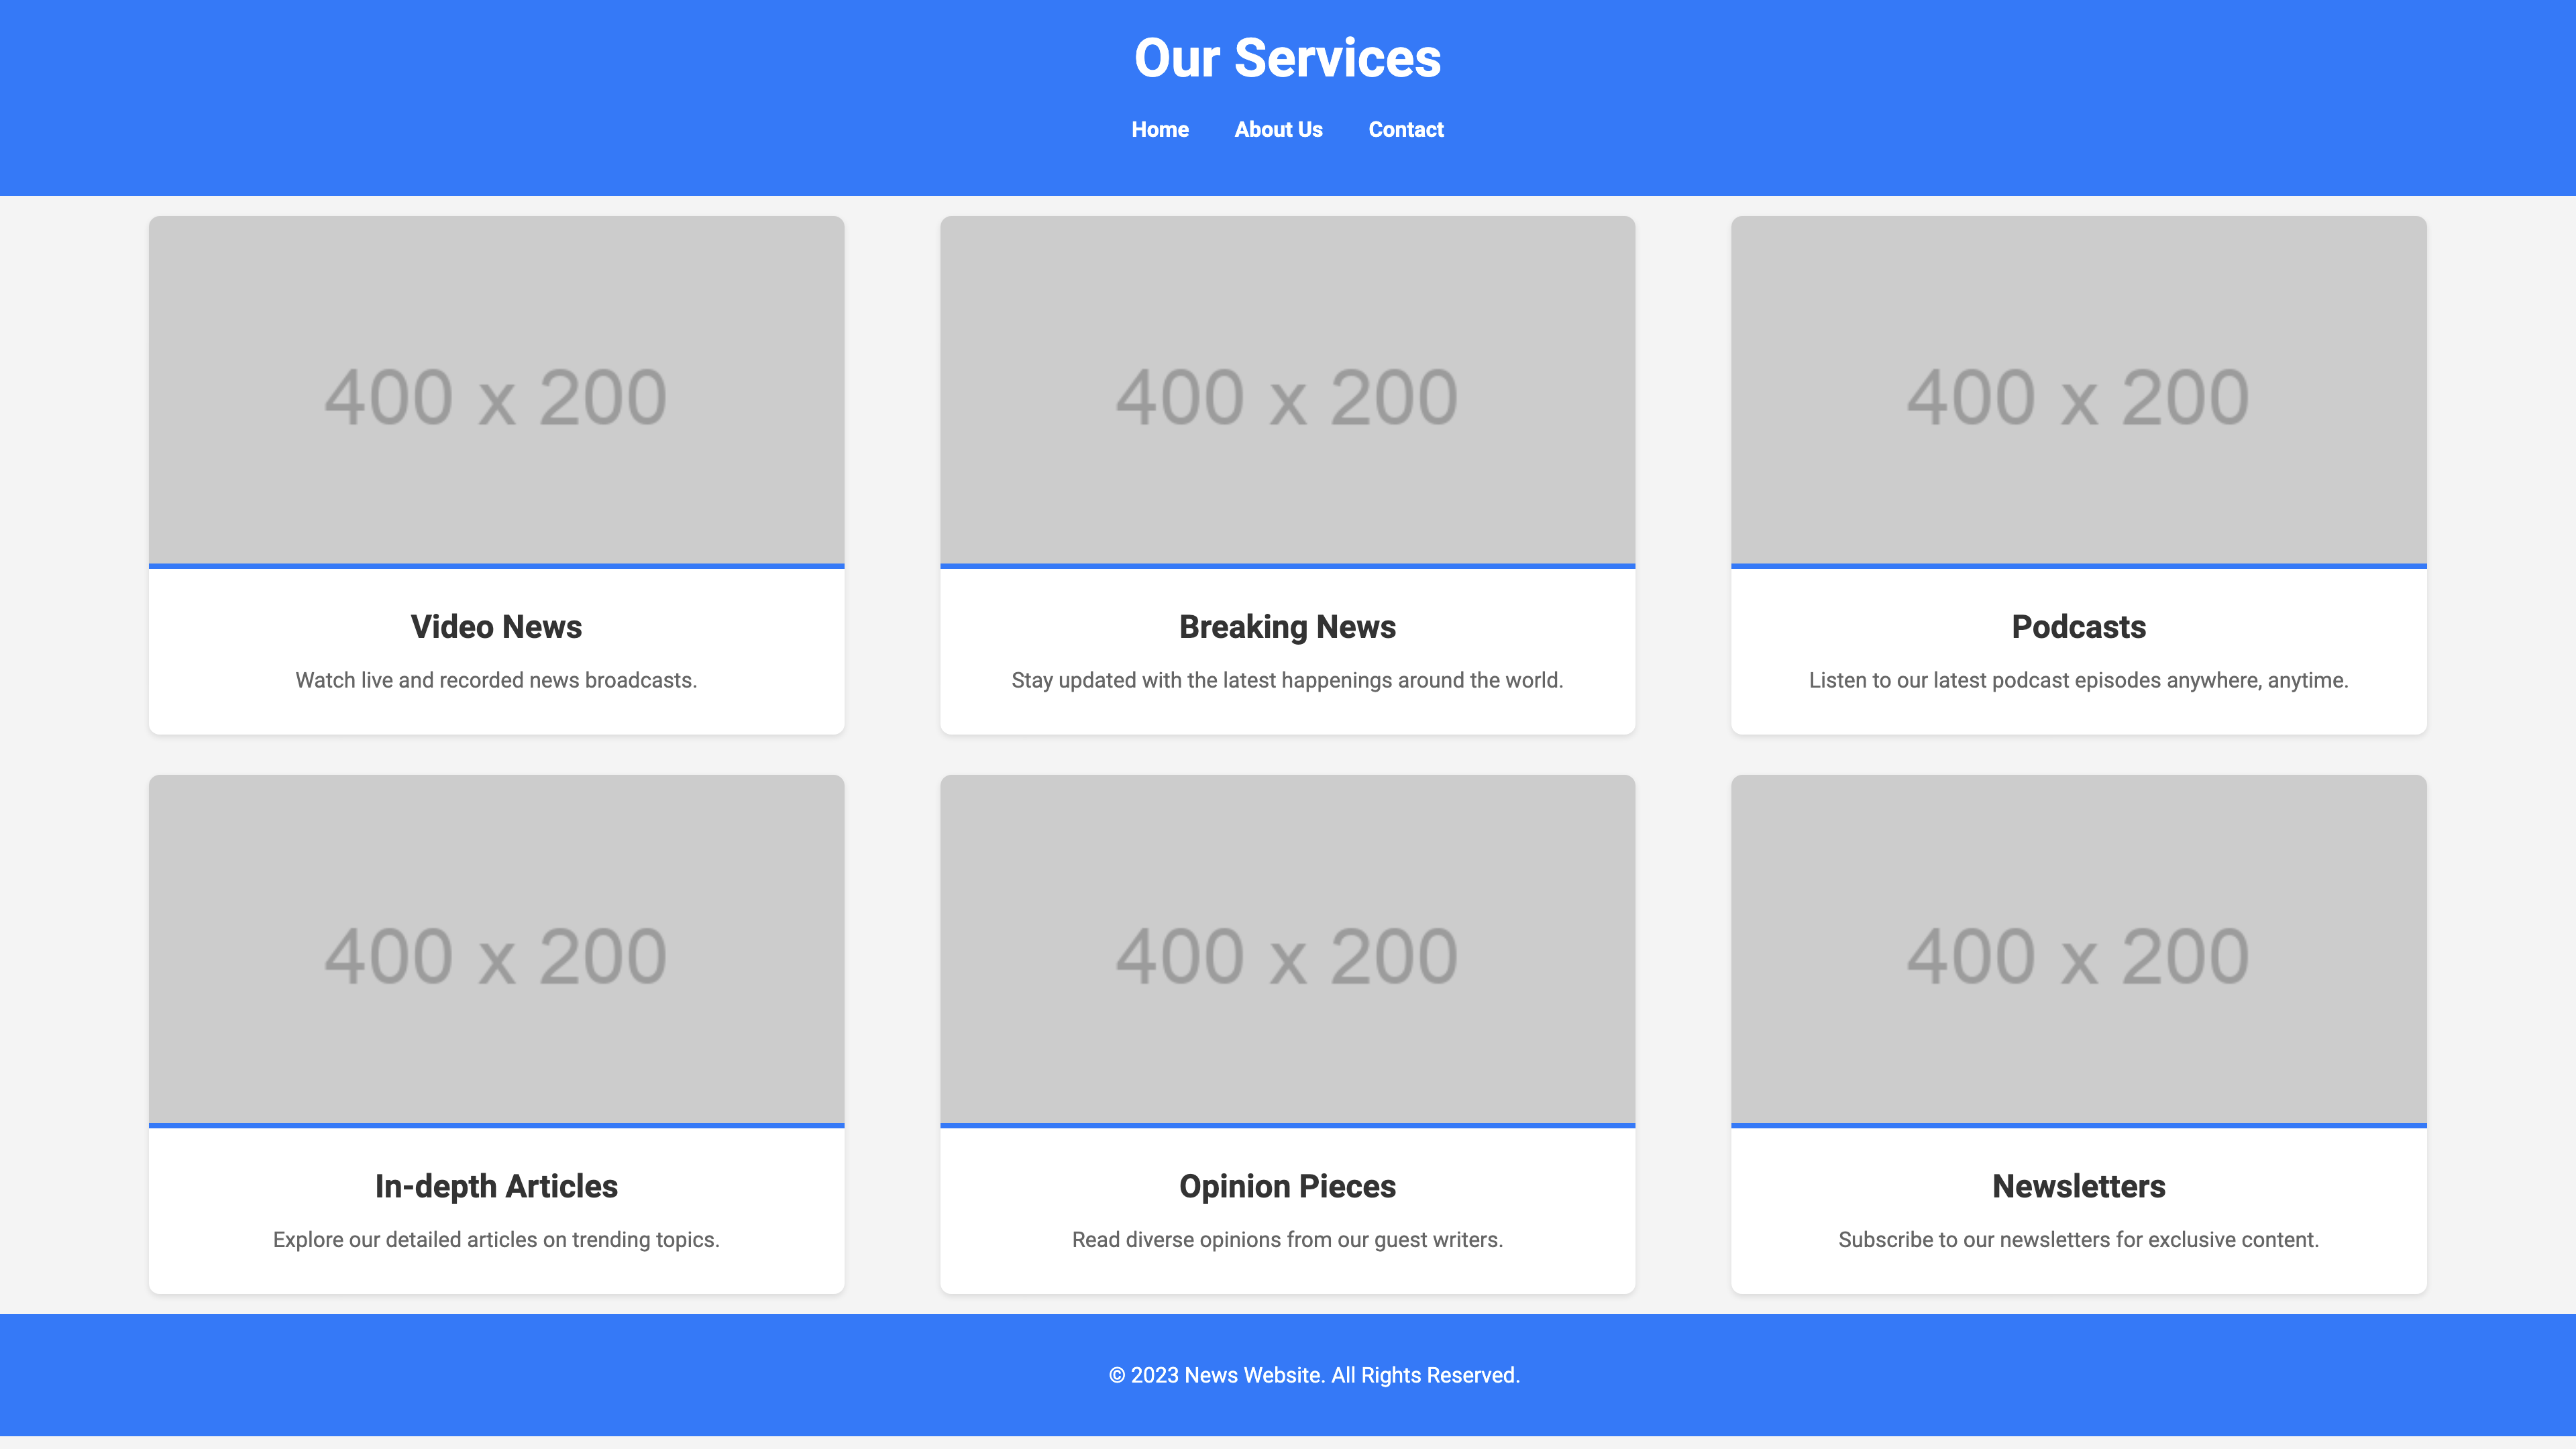 Our Services
Home About Us Contact
400 x 200 400 x 200 400 x 200
Video News Breaking News Podcasts
Watch live and recorded news broadcasts. Stay updated with the latest happenings around the world. Listen to our latest podcast episodes anywhere, anytime.
400 x 200 400 x 200 400 x 200
In-depth Articles Opinion Pieces Newsletters
Explore our detailed articles on trending topics. Read diverse opinions from our guest writers. Subscribe to our newsletters for exclusive content.
© 2023 News Website. All Rights Reserved.